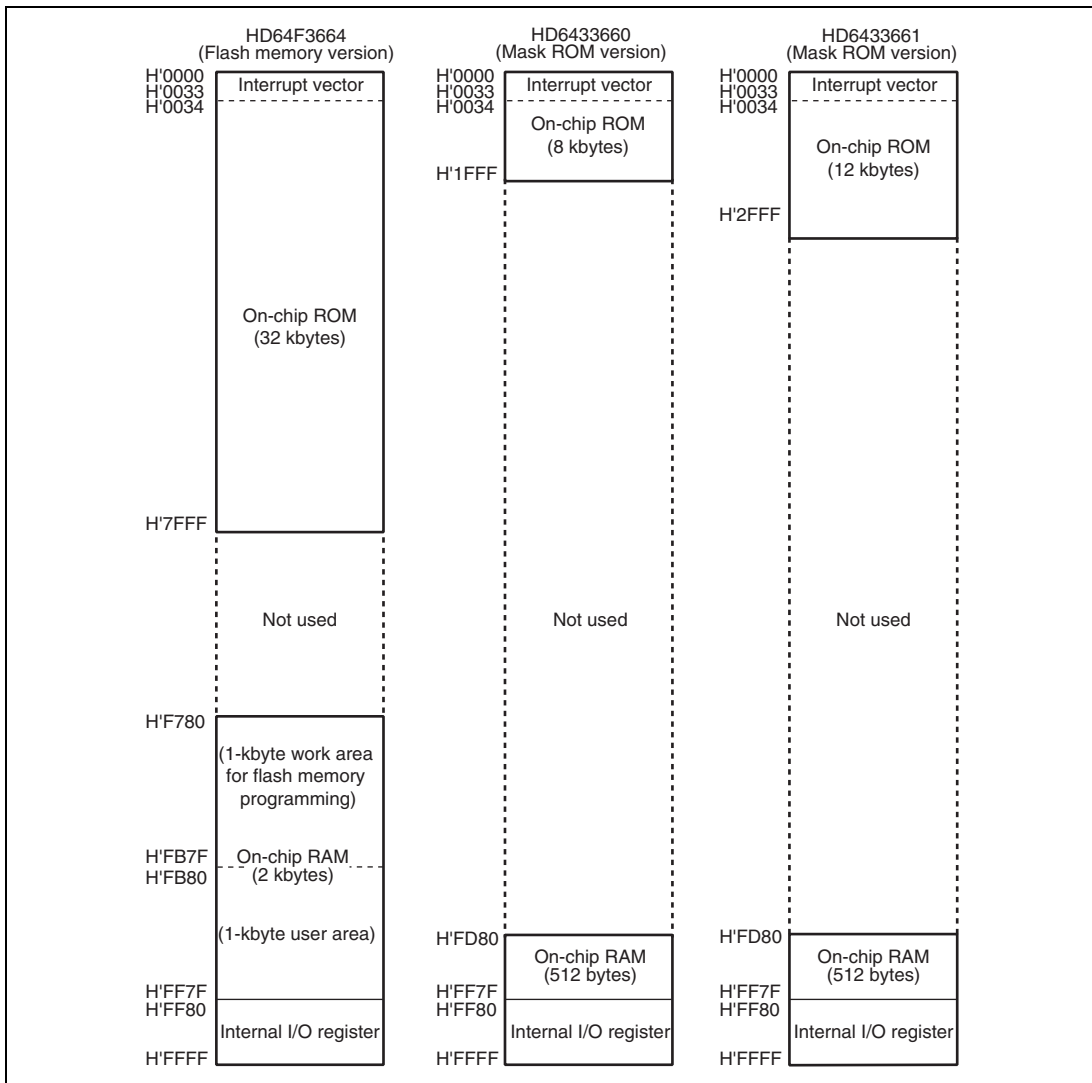 HD64F3664
(Flash memory version)
H'0000
H'0033
H'0034
Interrupt vector
On-chip ROM
(32 kbytes)
H'7FFF
Not used
H'F780
(1-kbyte work area
for flash memory
programming)
H'FB7F
H'FB80
On-chip RAM
(2 kbytes)
(1-kbyte user area)
H'FF7F
H'FF80
Internal I/O register
H'FFFF
HD6433660
(Mask ROM version)
H'0000
H'0033
H'0034
Interrupt vector
On-chip ROM
(8 kbytes)
H'1FFF
Not used
H'FD80
On-chip RAM
(512 bytes)
H'FF7F
H'FF80
Internal I/O register
H'FFFF
HD6433661
(Mask ROM version)
H'0000
H'0033
H'0034
Interrupt vector
On-chip ROM
(12 kbytes)
H'2FFF
Not used
H'FD80
On-chip RAM
(512 bytes)
H'FF7F
H'FF80
Internal I/O register
H'FFFF